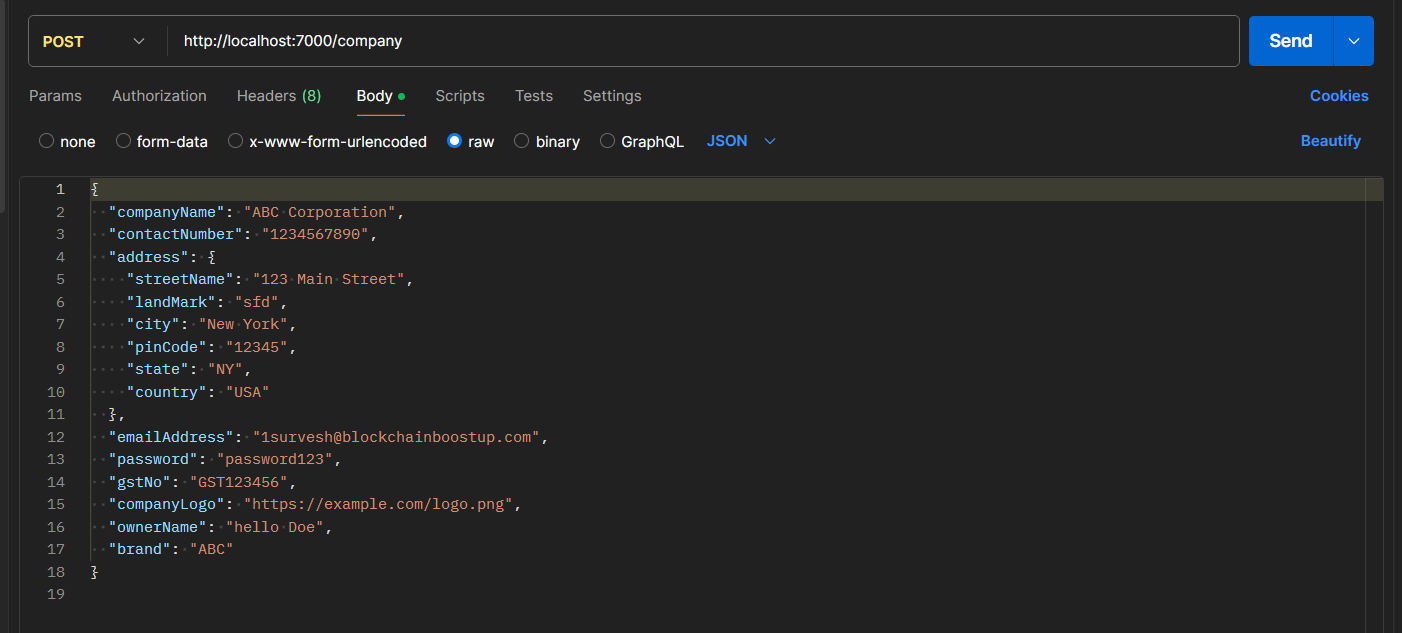 POST http://localhost:7000/company Send
Params Authorization Headers (8) Body Scripts Tests Settings Cookies
none form-data x-www-form-urlencoded raw binary GraphQL JSON Beautify
1 {
2 "companyName": "ABC Corporation",
3 "contactNumber": "1234567890",
4 "address": {
5 "streetName": "123 Main Street",
6 "landMark": "sfd",
7 "city": "New York",
8 "pinCode": "12345",
9 "state": "NY",
10 "country": "USA"
11 },
12 "emailAddress": "1survesh@blockchainboostup.com",
13 "password": "password123",
14 "gstNo": "GST123456",
15 "companyLogo": "https://example.com/logo.png",
16 "ownerName": "hello Doe",
17 "brand": "ABC"
18 }
19